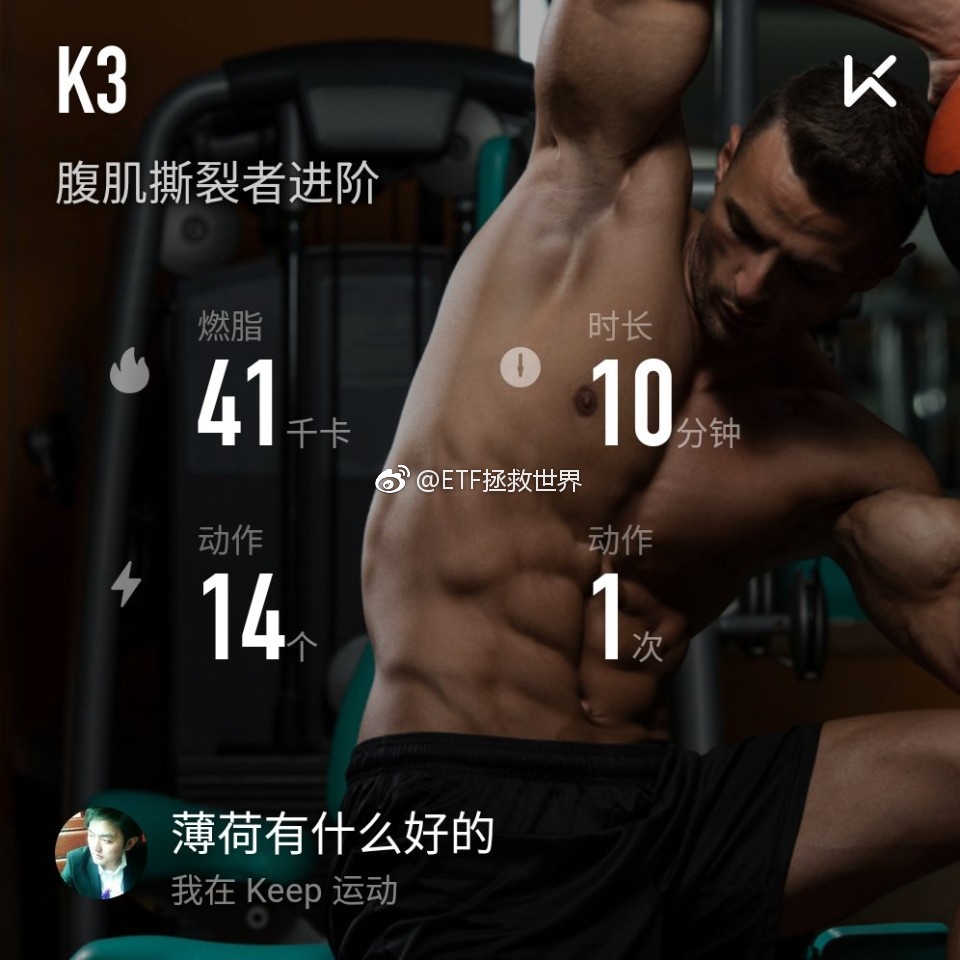 K3
腹肌撕裂者进阶
燃脂
41千卡
时长
10分钟
@ETF拯救世界
动作
14个
动作
1次
薄荷有什么好的
我在 Keep 运动